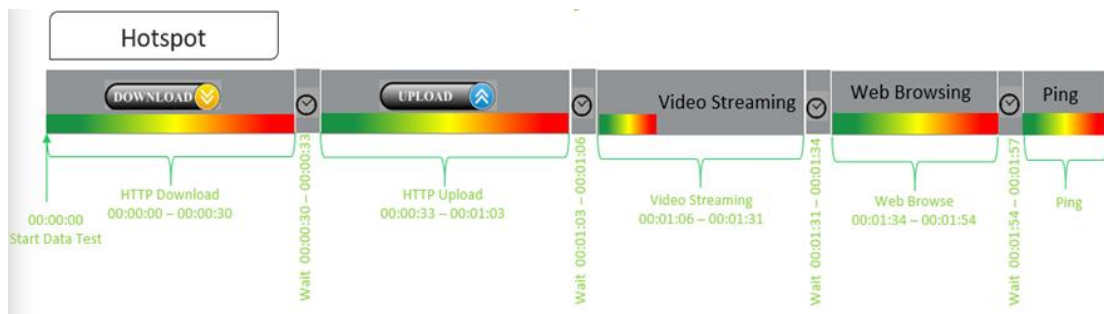 Hotspot
DOWNLOAD
UPLOAD
Video Streaming
Web Browsing
Ping
00:00:00
Start Data Test
HTTP Download
00:00:00 – 00:00:30
Wait 00:00:30 – 00:00:33
HTTP Upload
00:00:33 – 00:01:03
Wait 00:01:03 – 00:01:06
Video Streaming
00:01:06 – 00:01:31
Wait 00:01:31 – 00:01:34
Web Browse
00:01:34 – 00:01:54
Wait 00:01:54 – 00:01:57
Ping